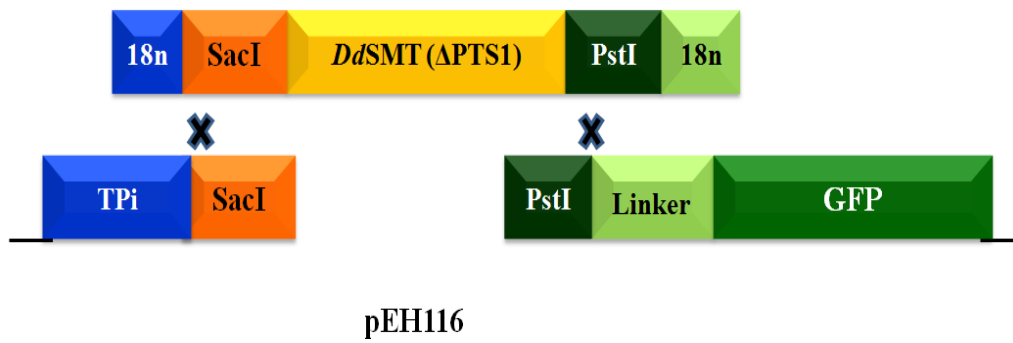 18n SacI DdSMT (ΔPTS1) PstI 18n
TPi SacI PstI Linker GFP
pEH116